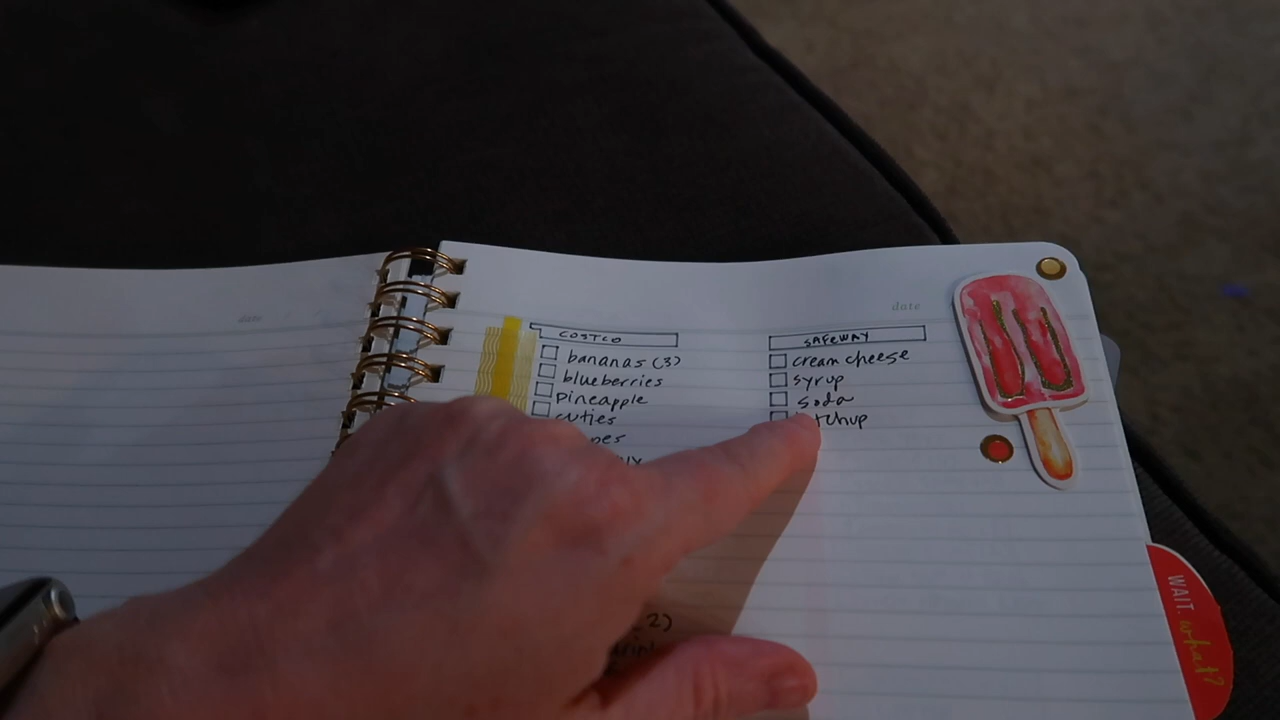 date
date
COSTCO
bananas (3)
blueberries
pineapple
cuties
SAFEWAY
cream cheese
syrup
soda
WAIT.
what?